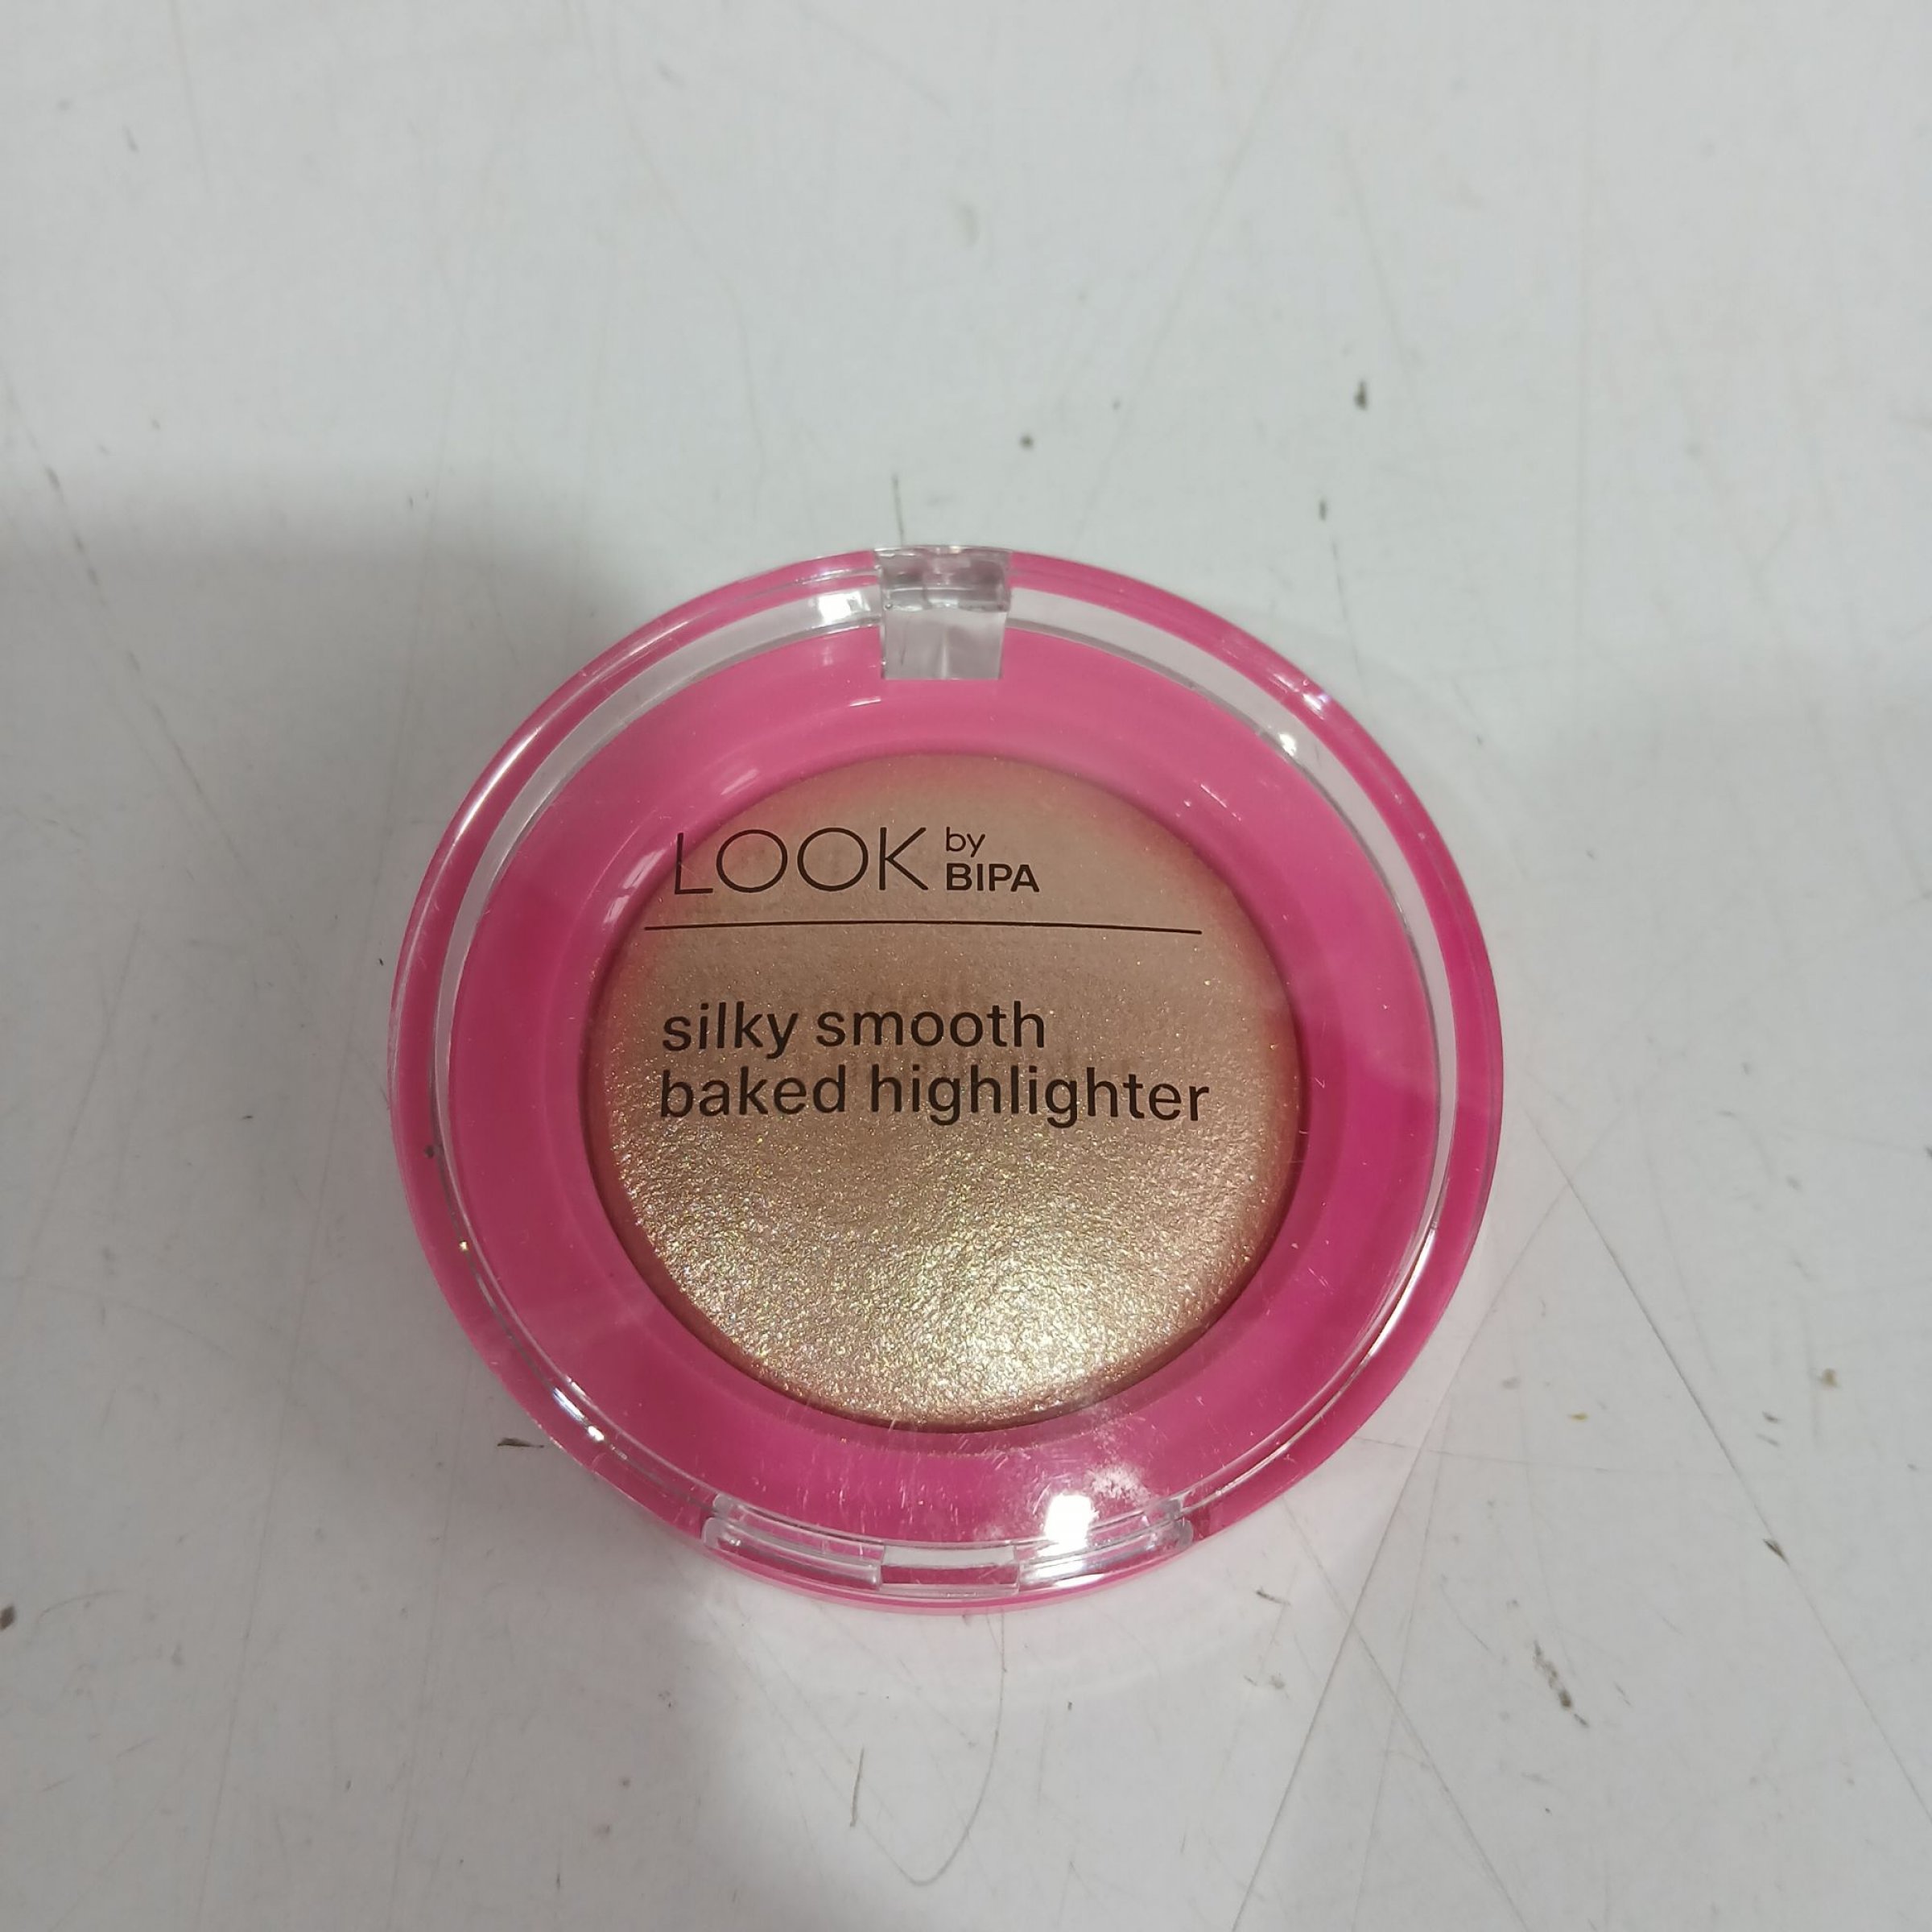 LOOK by BIPA
silky smooth
baked highlighter